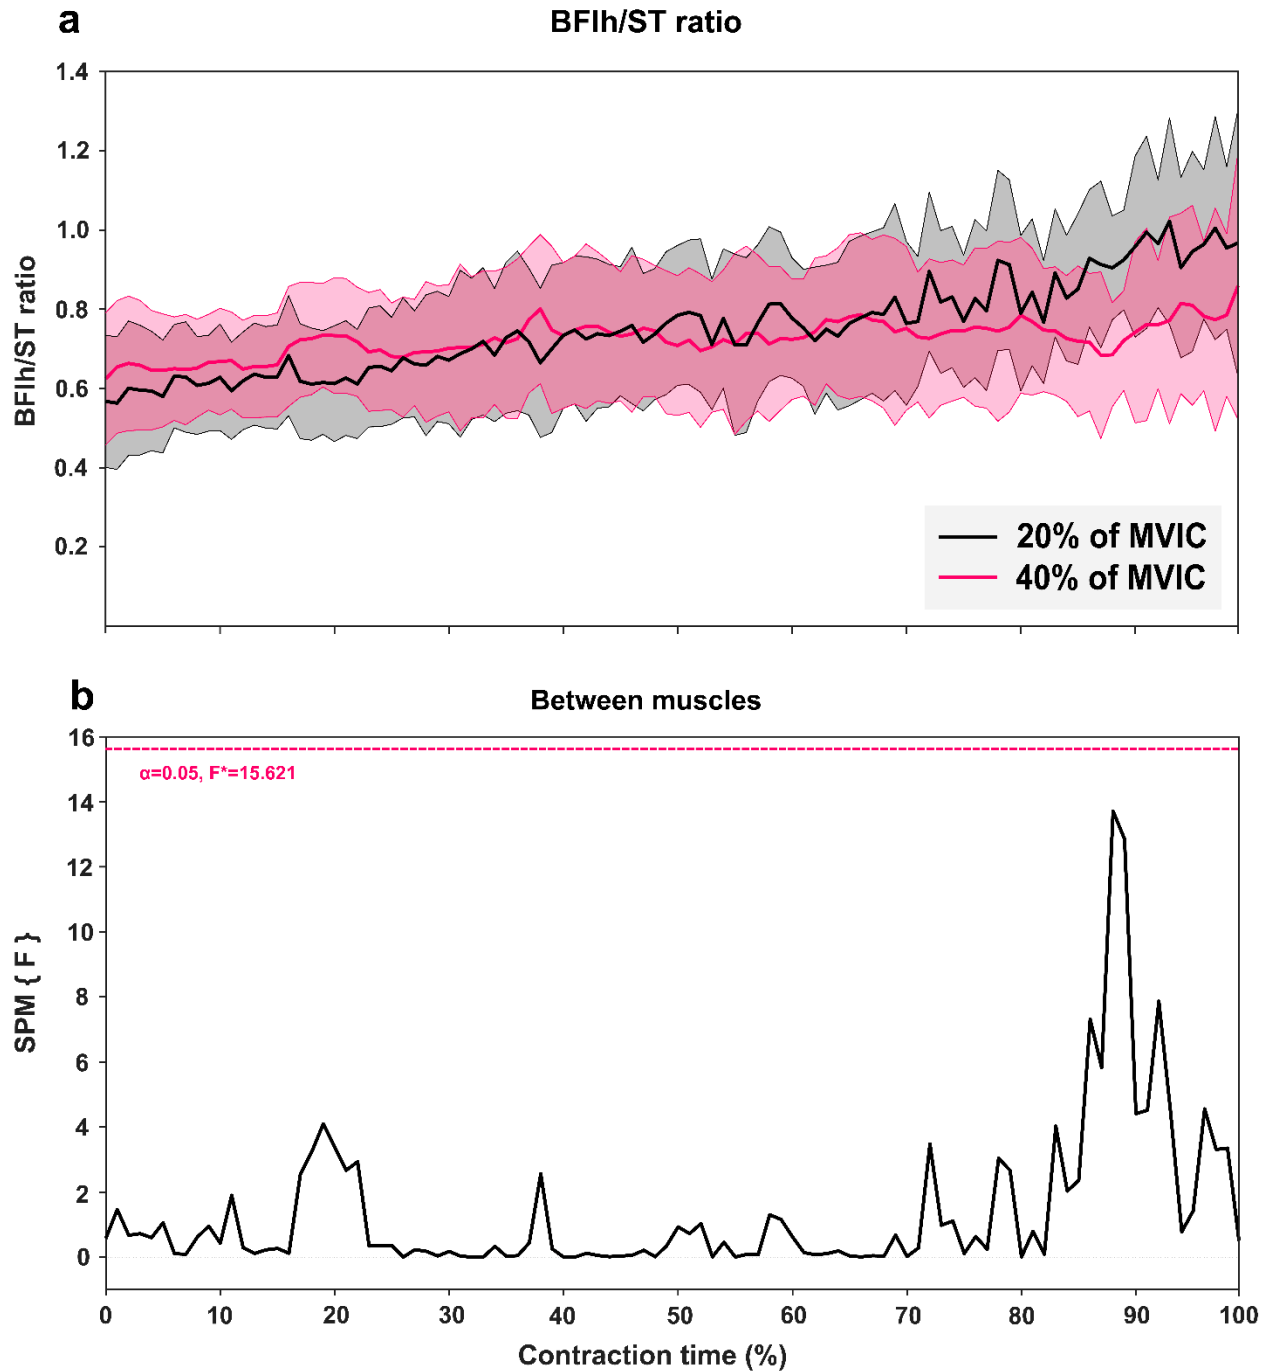 a
BFlh/ST ratio
1.4
1.2
1.0
0.8
0.6
0.4
0.2
BFlh/ST ratio
20% of MVIC
40% of MVIC
b
Between muscles
16
14
12
10
8
6
4
2
0
SPM { F }
α=0.05, F*=15.621
0 10 20 30 40 50 60 70 80 90 100
Contraction time (%)